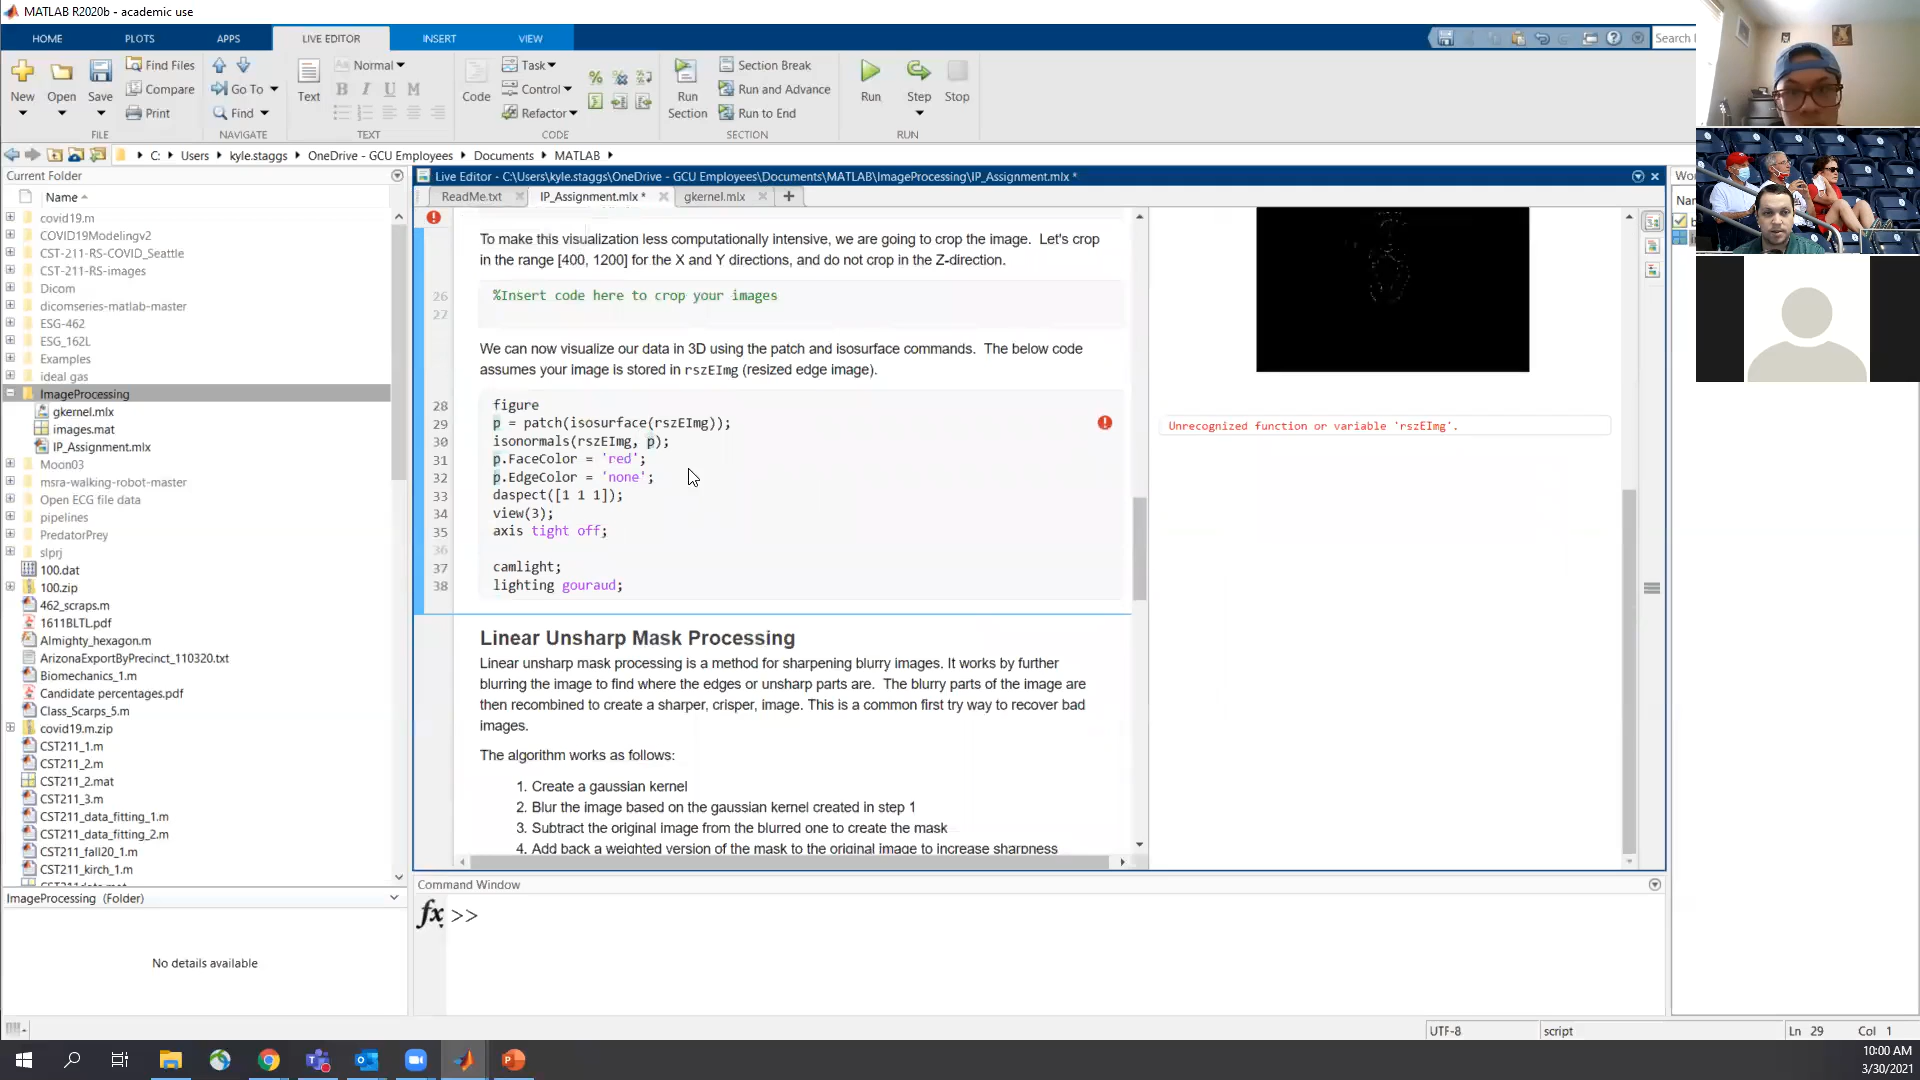 MATLAB R2020b - academic use
HOME PLOTS APPS LIVE EDITOR INSERT VIEW
Search
New Open Save Find Files Compare Print
FILE
Go To Find
NAVIGATE
Text Normal B I U M
TEXT
Code Task Control Refactor
CODE
Run Section Section Break Run and Advance Run to End
SECTION
Run Step Stop
RUN
C: Users kyle.staggs OneDrive - GCU Employees Documents MATLAB
Current Folder
Name
covid19.m
COVID19Modelingv2
CST-211-RS-COVID_Seattle
CST-211-RS-images
Dicom
dicomseries-matlab-master
ESG-462
ESG_162L
Examples
ideal gas
ImageProcessing
gkernel.mlx
images.mat
IP_Assignment.mlx
Moon03
msra-walking-robot-master
Open ECG file data
pipelines
PredatorPrey
slprj
100.dat
100.zip
462_scraps.m
1611BLTL.pdf
Almighty_hexagon.m
ArizonaExportByPrecinct_110320.txt
Biomechanics_1.m
Candidate percentages.pdf
Class_Scarps_5.m
covid19.m.zip
CST211_1.m
CST211_2.m
CST211_2.mat
CST211_3.m
CST211_data_fitting_1.m
CST211_data_fitting_2.m
CST211_fall20_1.m
CST211_kirch_1.m
ImageProcessing (Folder)
No details available
Live Editor - C:\Users\kyle.staggs\OneDrive - GCU Employees\Documents\MATLAB\ImageProcessing\IP_Assignment.mlx *
ReadMe.txt IP_Assignment.mlx * gkernel.mlx
To make this visualization less computationally intensive, we are going to crop the image. Let's crop
in the range [400, 1200] for the X and Y directions, and do not crop in the Z-direction.
26 %Insert code here to crop your images
27
We can now visualize our data in 3D using the patch and isosurface commands. The below code
assumes your image is stored in rszEImg (resized edge image).
28 figure
29 p = patch(isosurface(rszEImg));
30 isonormals(rszEImg, p);
31 p.FaceColor = 'red';
32 p.EdgeColor = 'none';
33 daspect([1 1 1]);
34 view(3);
35 axis tight off;
36
37 camlight;
38 lighting gouraud;
Unrecognized function or variable 'rszEImg'.
Linear Unsharp Mask Processing
Linear unsharp mask processing is a method for sharpening blurry images. It works by further
blurring the image to find where the edges or unsharp parts are. The blurry parts of the image are
then recombined to create a sharper, crisper, image. This is a common first try way to recover bad
images.
The algorithm works as follows:
1. Create a gaussian kernel
2. Blur the image based on the gaussian kernel created in step 1
3. Subtract the original image from the blurred one to create the mask
4. Add back a weighted version of the mask to the original image to increase sharpness
Command Window
fx >>
UTF-8 script Ln 29 Col 1
10:00 AM
3/30/2021